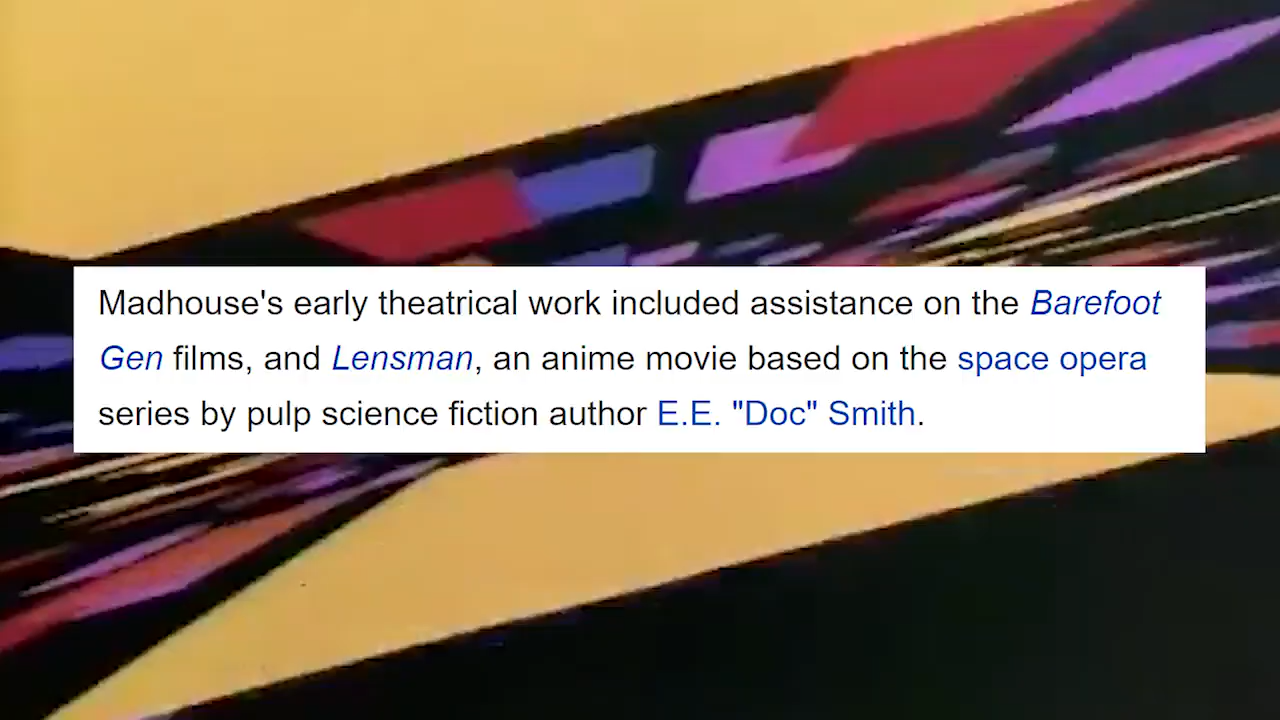 Madhouse's early theatrical work included assistance on the Barefoot
Gen films, and Lensman, an anime movie based on the space opera
series by pulp science fiction author E.E. "Doc" Smith.